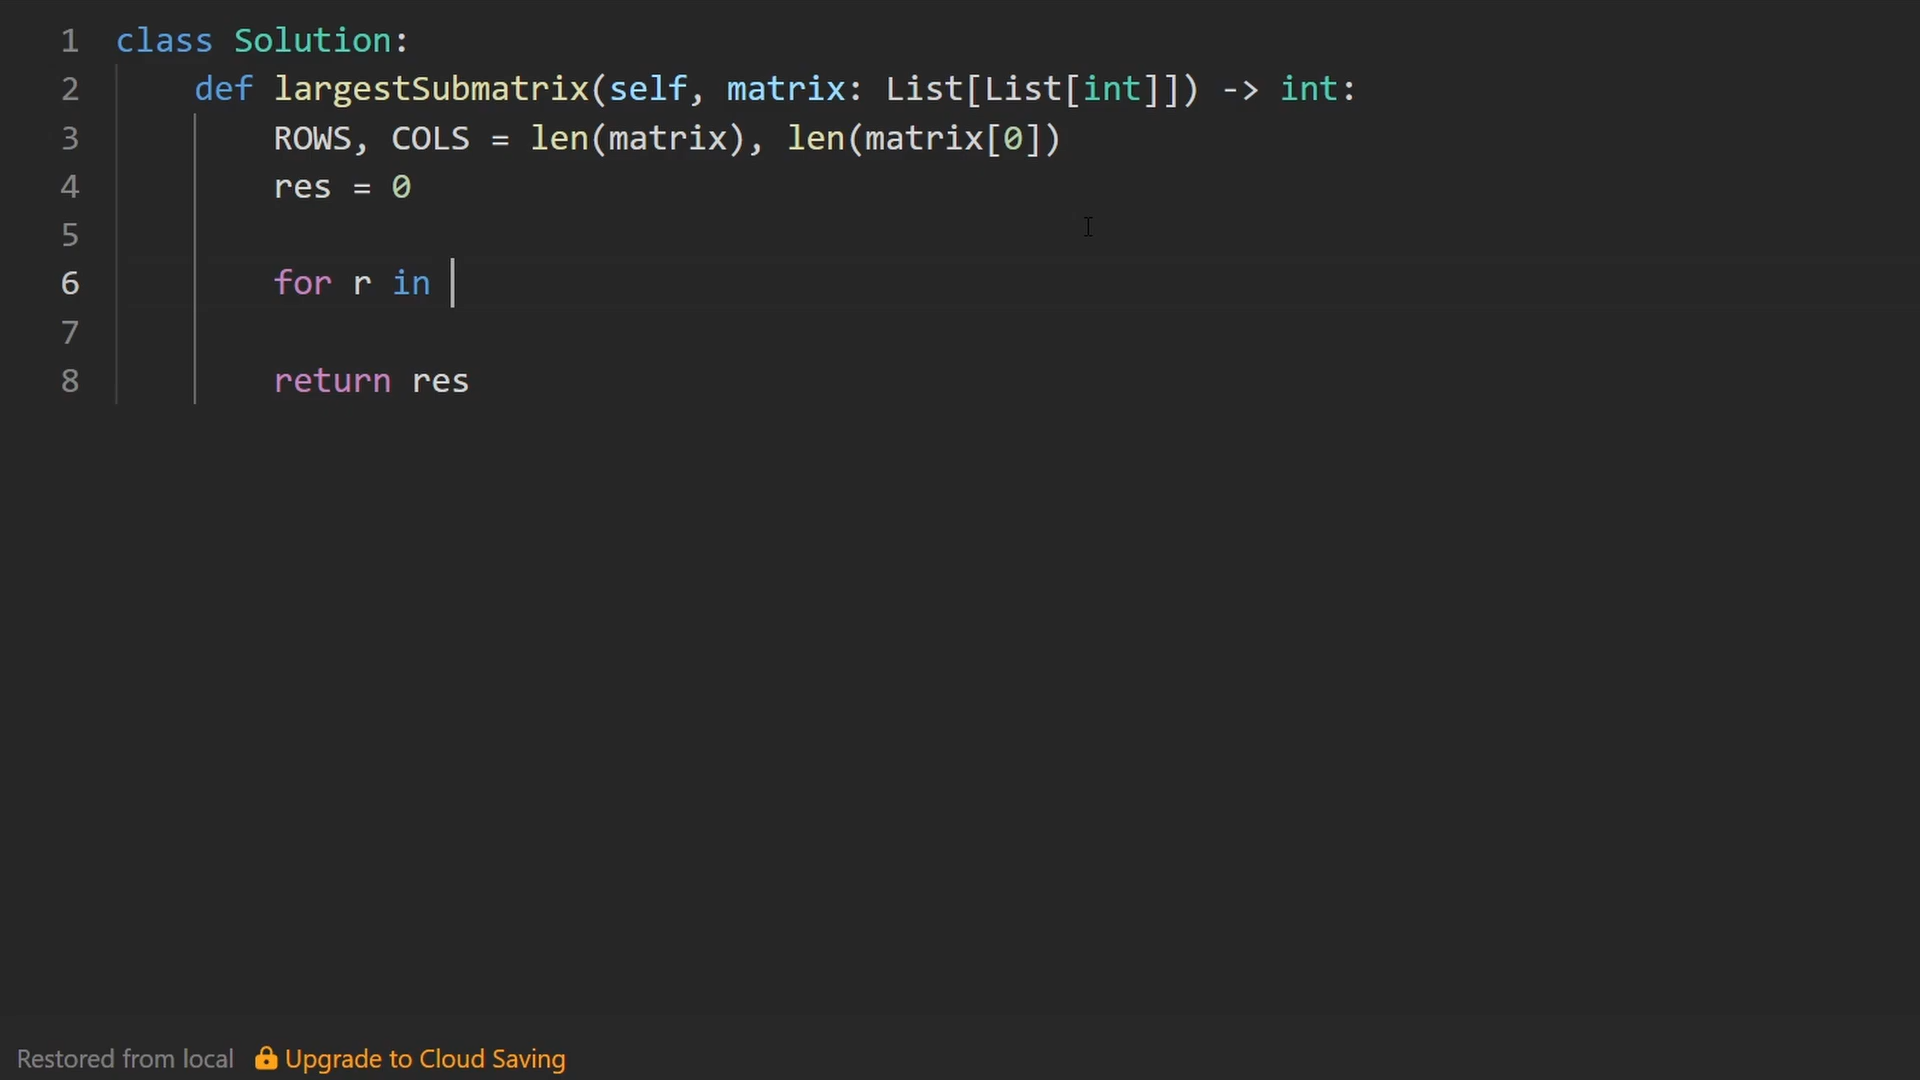 1 class Solution:
2 def largestSubmatrix(self, matrix: List[List[int]]) -> int:
3 ROWS, COLS = len(matrix), len(matrix[0])
4 res = 0
5
6 for r in
7
8 return res
Restored from local Upgrade to Cloud Saving